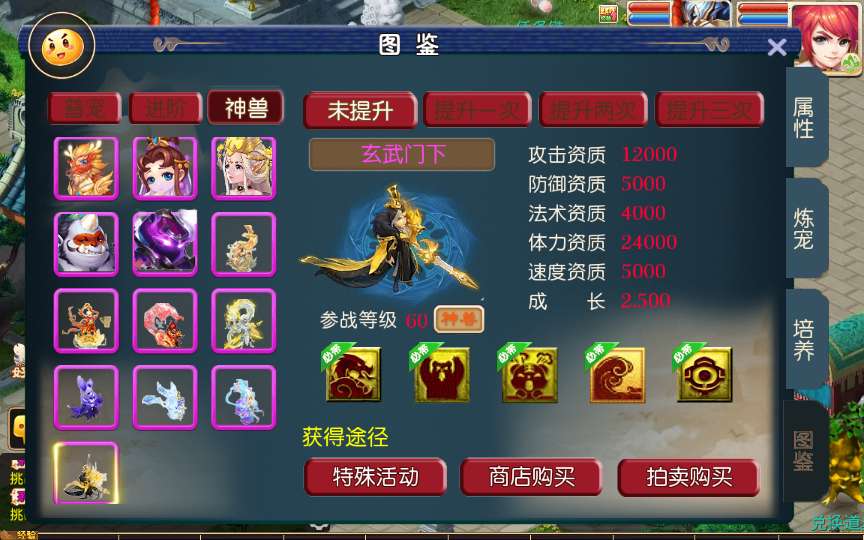 图 鉴
普宠 进阶 神兽
未提升 提升一次 提升两次 提升三次
玄武门下
攻击资质 12000
防御资质 5000
法术资质 4000
体力资质 24000
速度资质 5000
成 长 2.500
参战等级 60 神兽
必带 必带 必带 必带 必带
获得途径
特殊活动 商店购买 拍卖购买
属性
炼宠
培养
图鉴
兑换道
经验